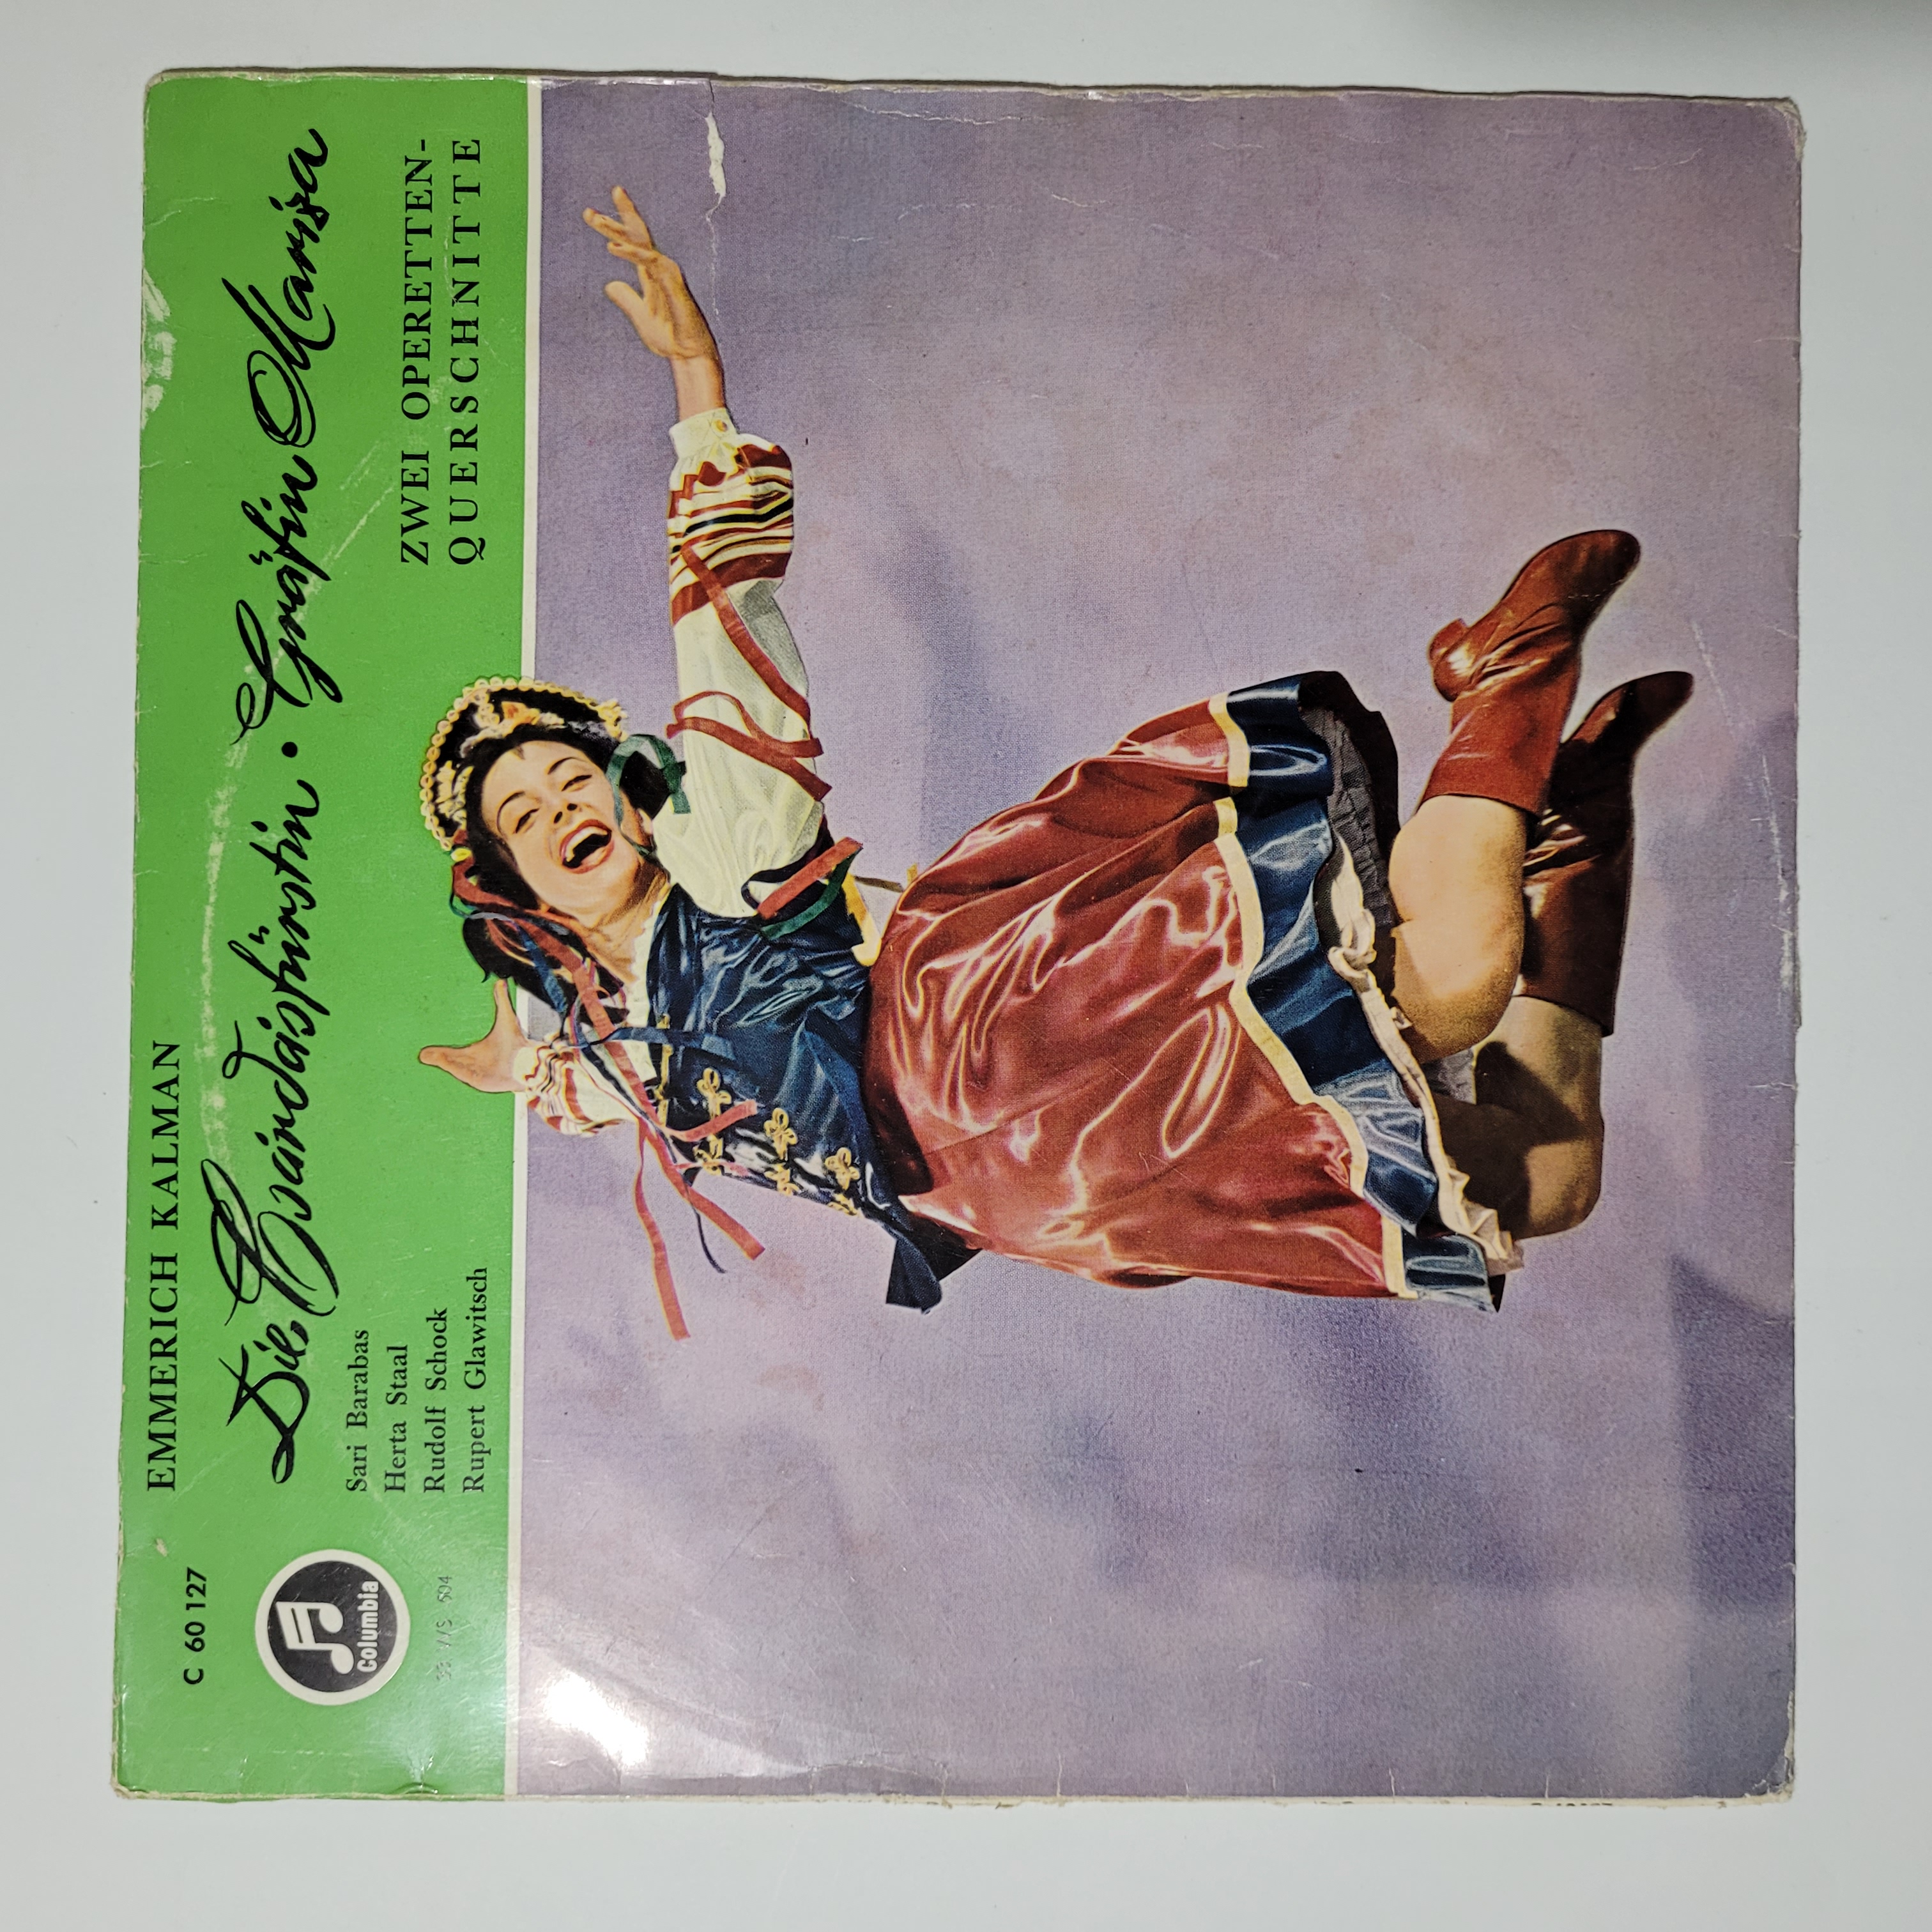 C 60 127
EMMERICH KALMAN
Die Csárdásfürstin · Gräfin Mariza
Columbia
Sari Barabas
Herta Staal
Rudolf Schock
Rupert Glawitsch
ZWEI OPERETTEN-
QUERSCHNITTE